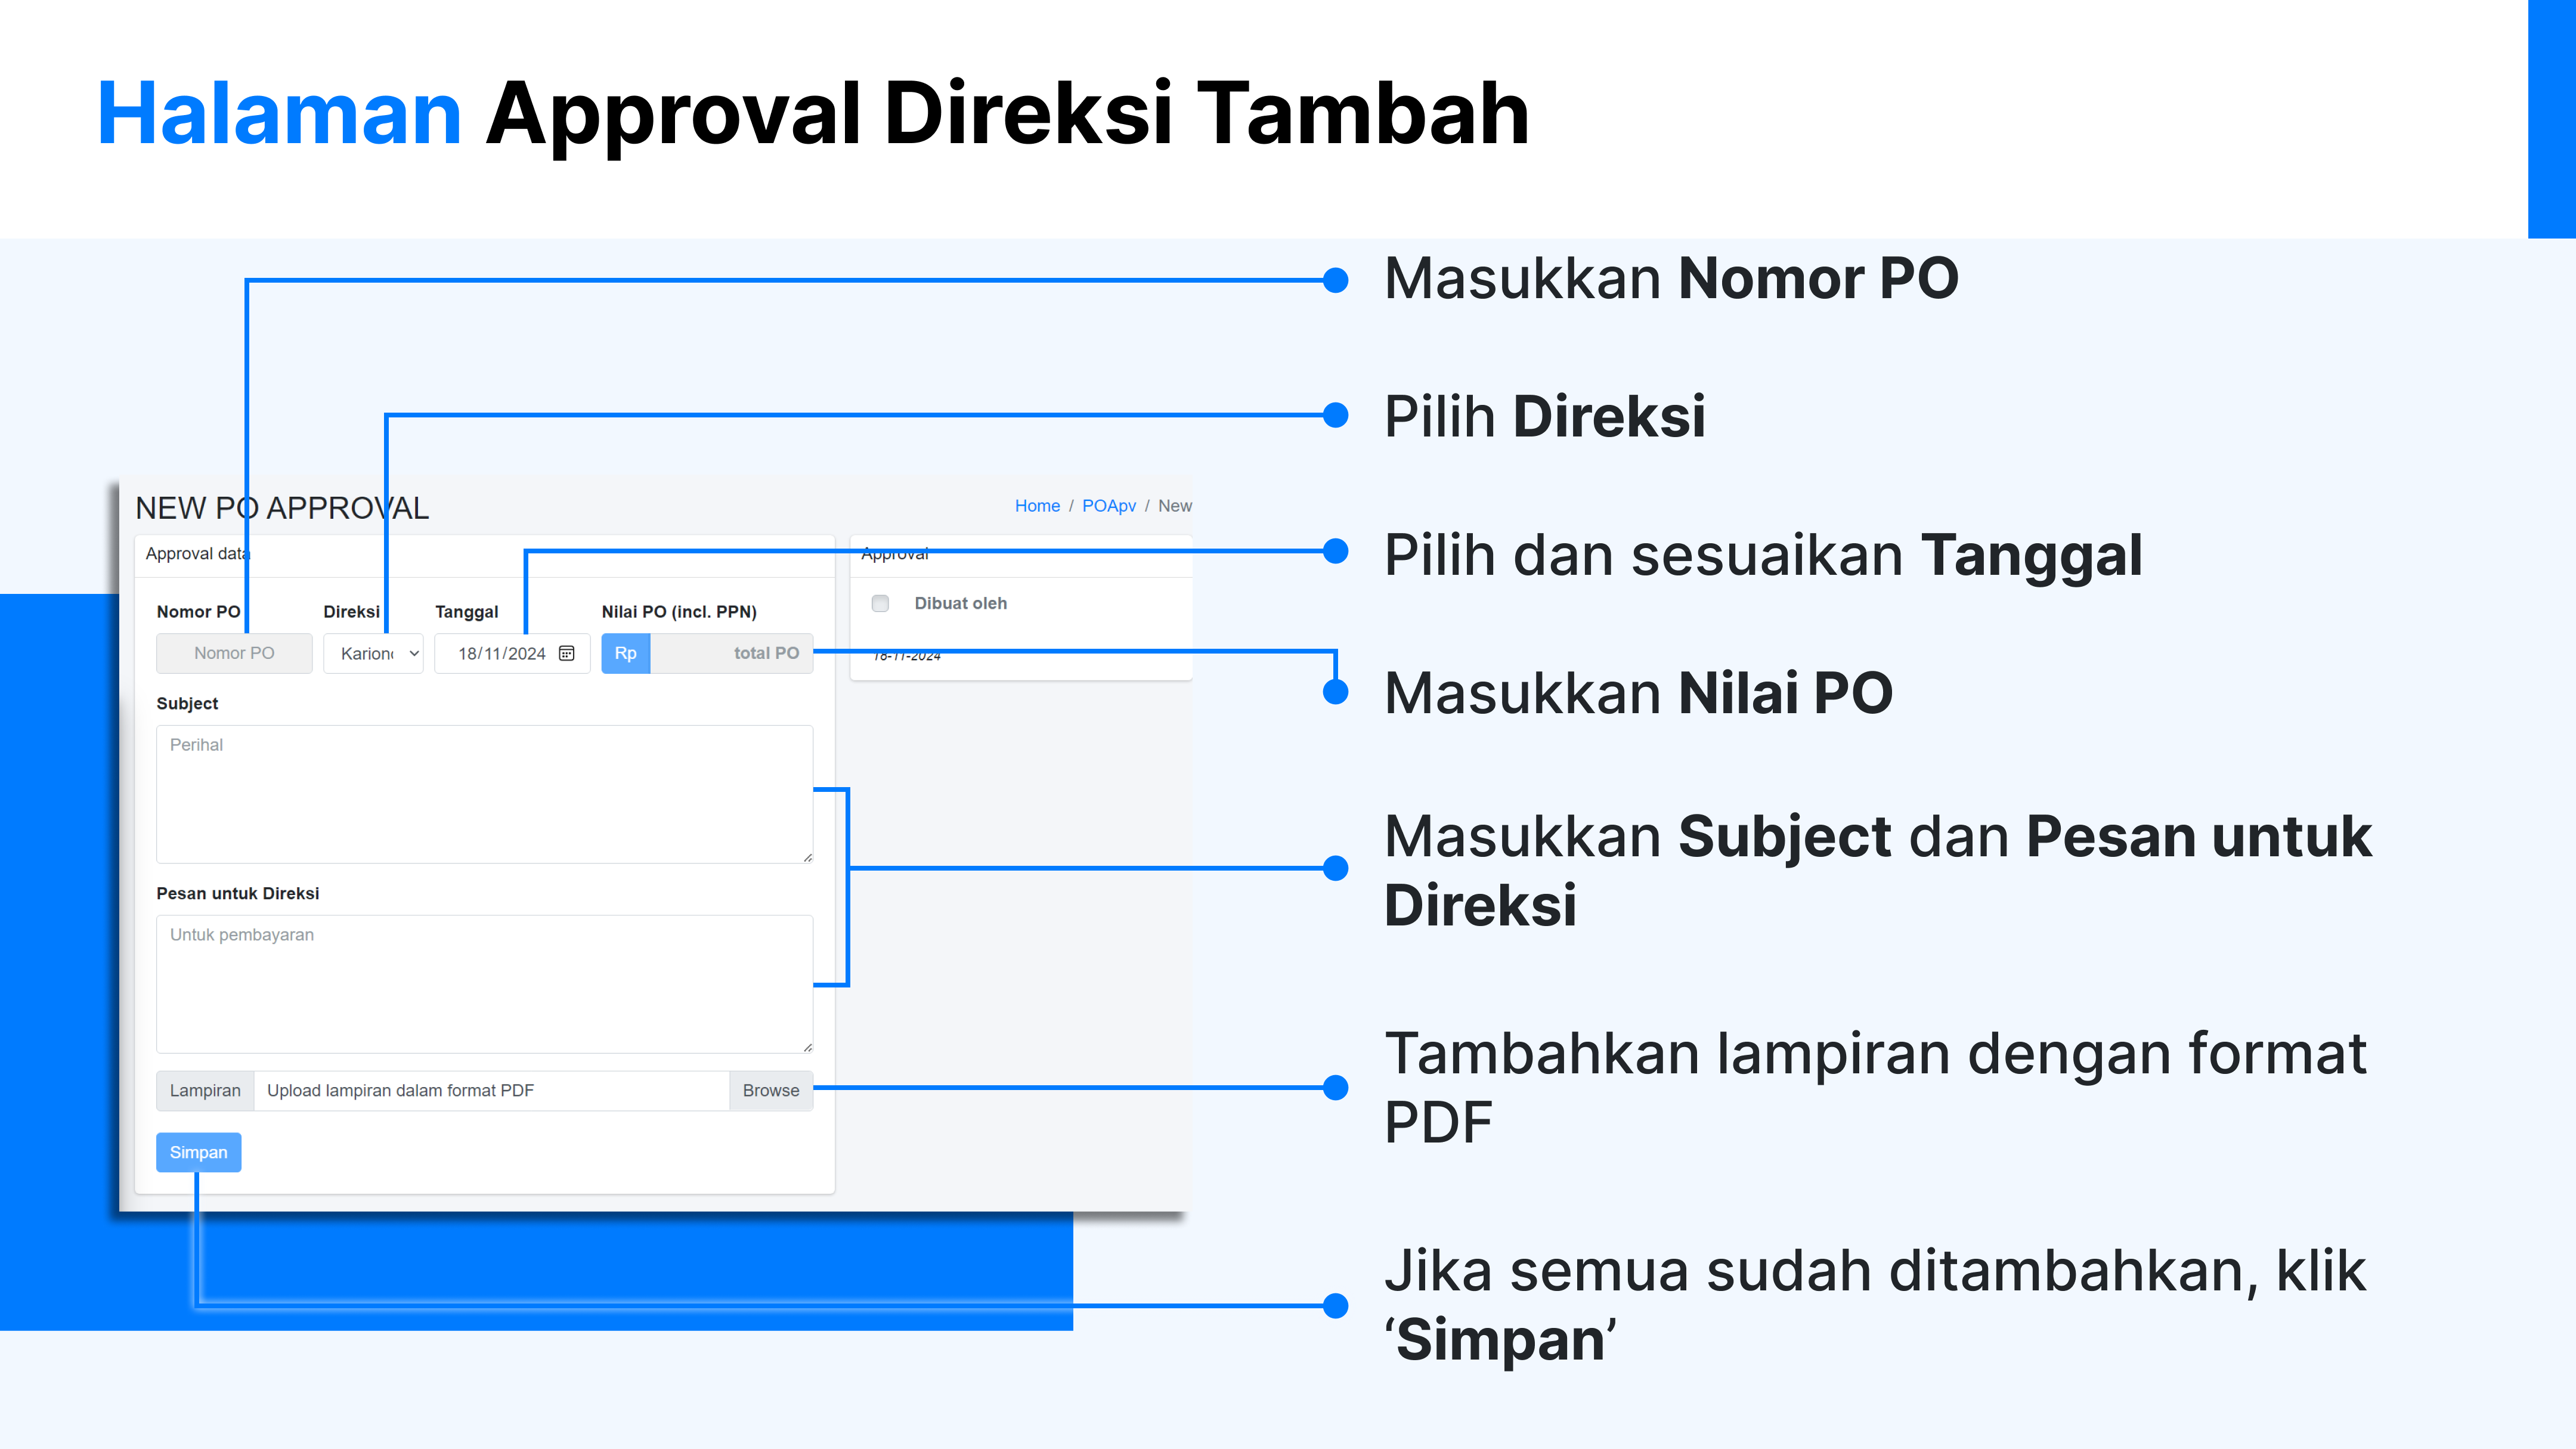 Halaman Approval Direksi Tambah
Masukkan Nomor PO
Pilih Direksi
Pilih dan sesuaikan Tanggal
Masukkan Nilai PO
Masukkan Subject dan Pesan untuk
Direksi
Tambahkan lampiran dengan format
PDF
Jika semua sudah ditambahkan, klik
‘Simpan’
NEW PO APPROVAL
Home / POApv / New
Approval data
Nomor PO Direksi Tanggal Nilai PO (incl. PPN)
Nomor PO 18/11/2024 Rp total PO
Subject
Perihal
Pesan untuk Direksi
Untuk pembayaran
Lampiran Upload lampiran dalam format PDF Browse
Simpan
Approval
Dibuat oleh
18-11-2024